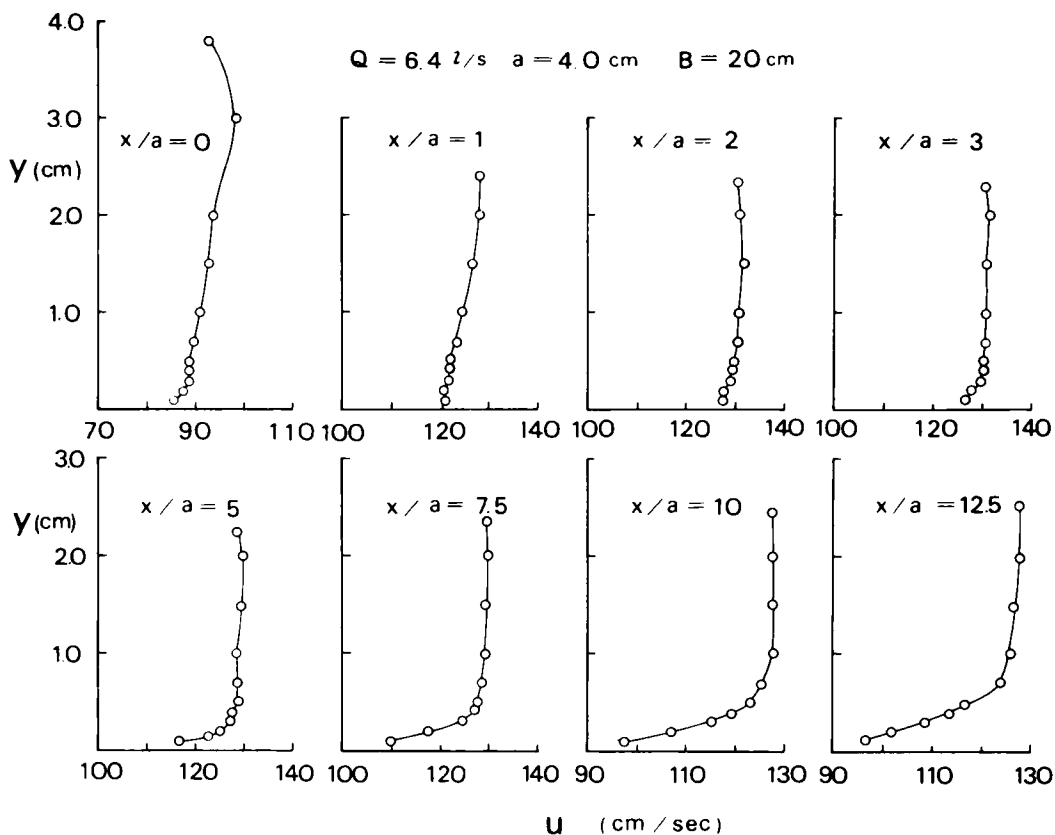 4.0
Q = 6.4 l/s a = 4.0 cm B = 20 cm
3.0
x/a = 0
x/a = 1
x/a = 2
x/a = 3
y (cm)
2.0
1.0
70 90 110
100 120 140
100 120 140
100 120 140
3.0
x/a = 5
x/a = 7.5
x/a = 10
x/a = 12.5
y (cm)
2.0
1.0
100 120 140
100 120 140
90 110 130
90 110 130
u (cm/sec)